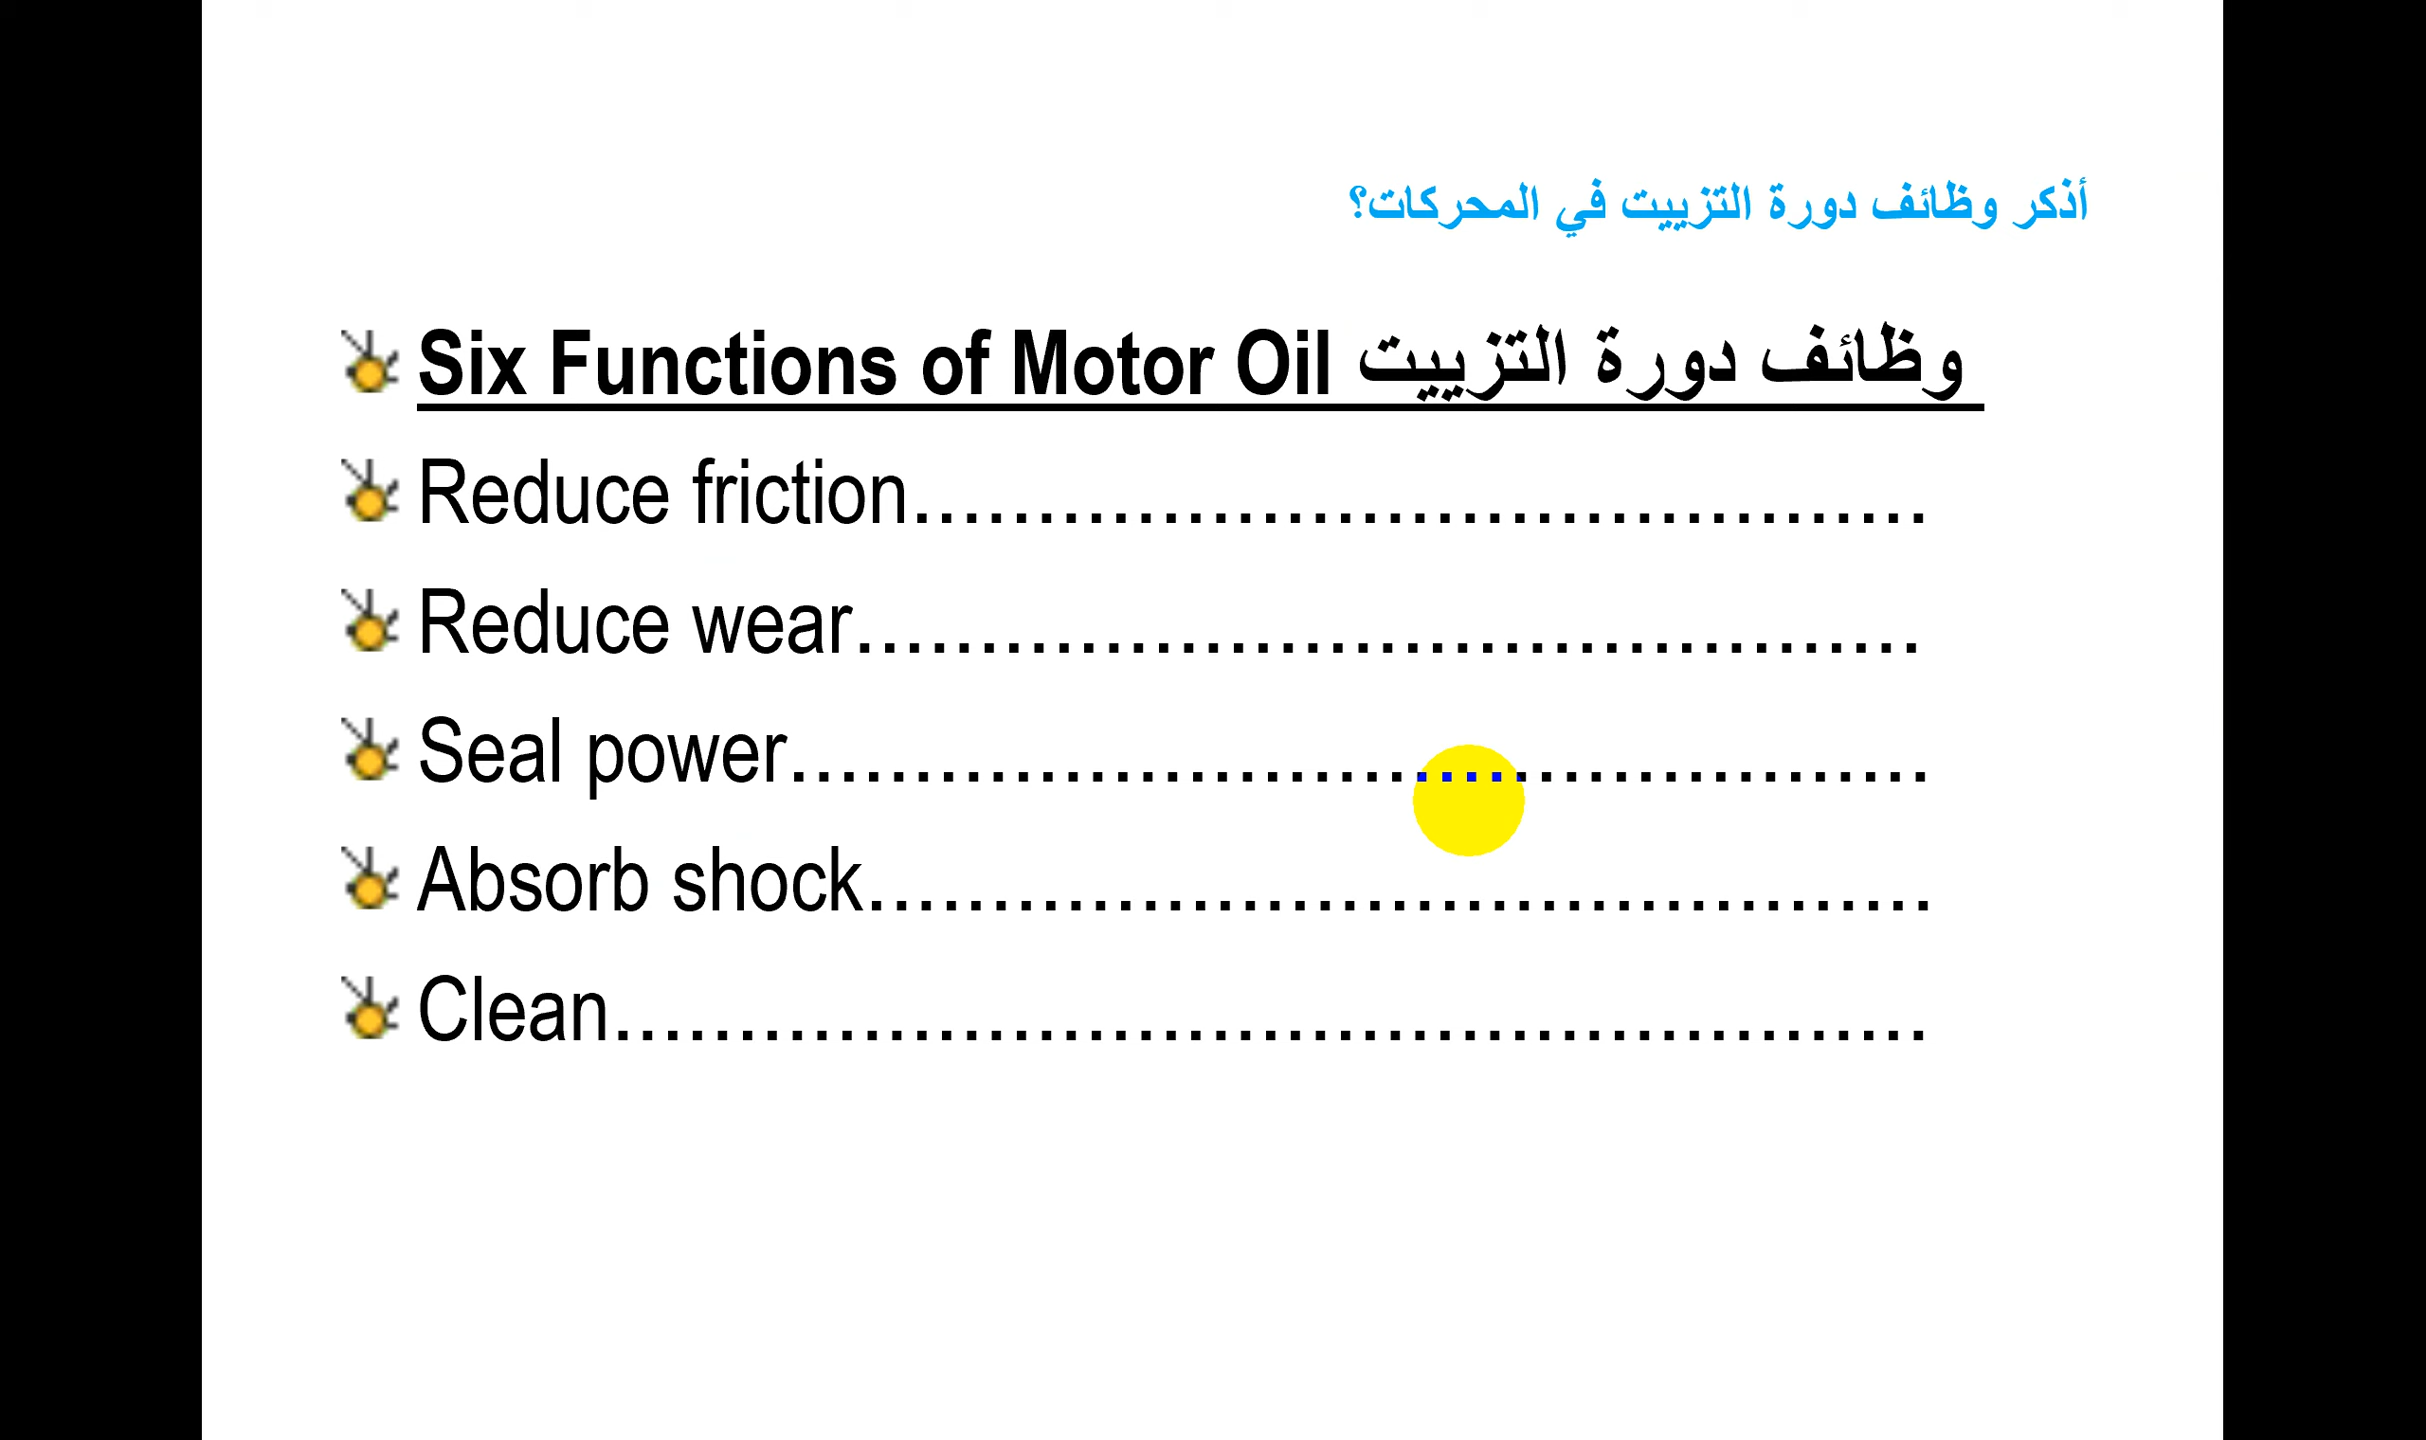 أذكر وظائف دورة التزييت في المحركات؟
Six Functions of Motor Oil وظائف دورة التزييت
Reduce friction.........................................
Reduce wear...........................................
Seal power..............................................
Absorb shock...........................................
Clean.....................................................